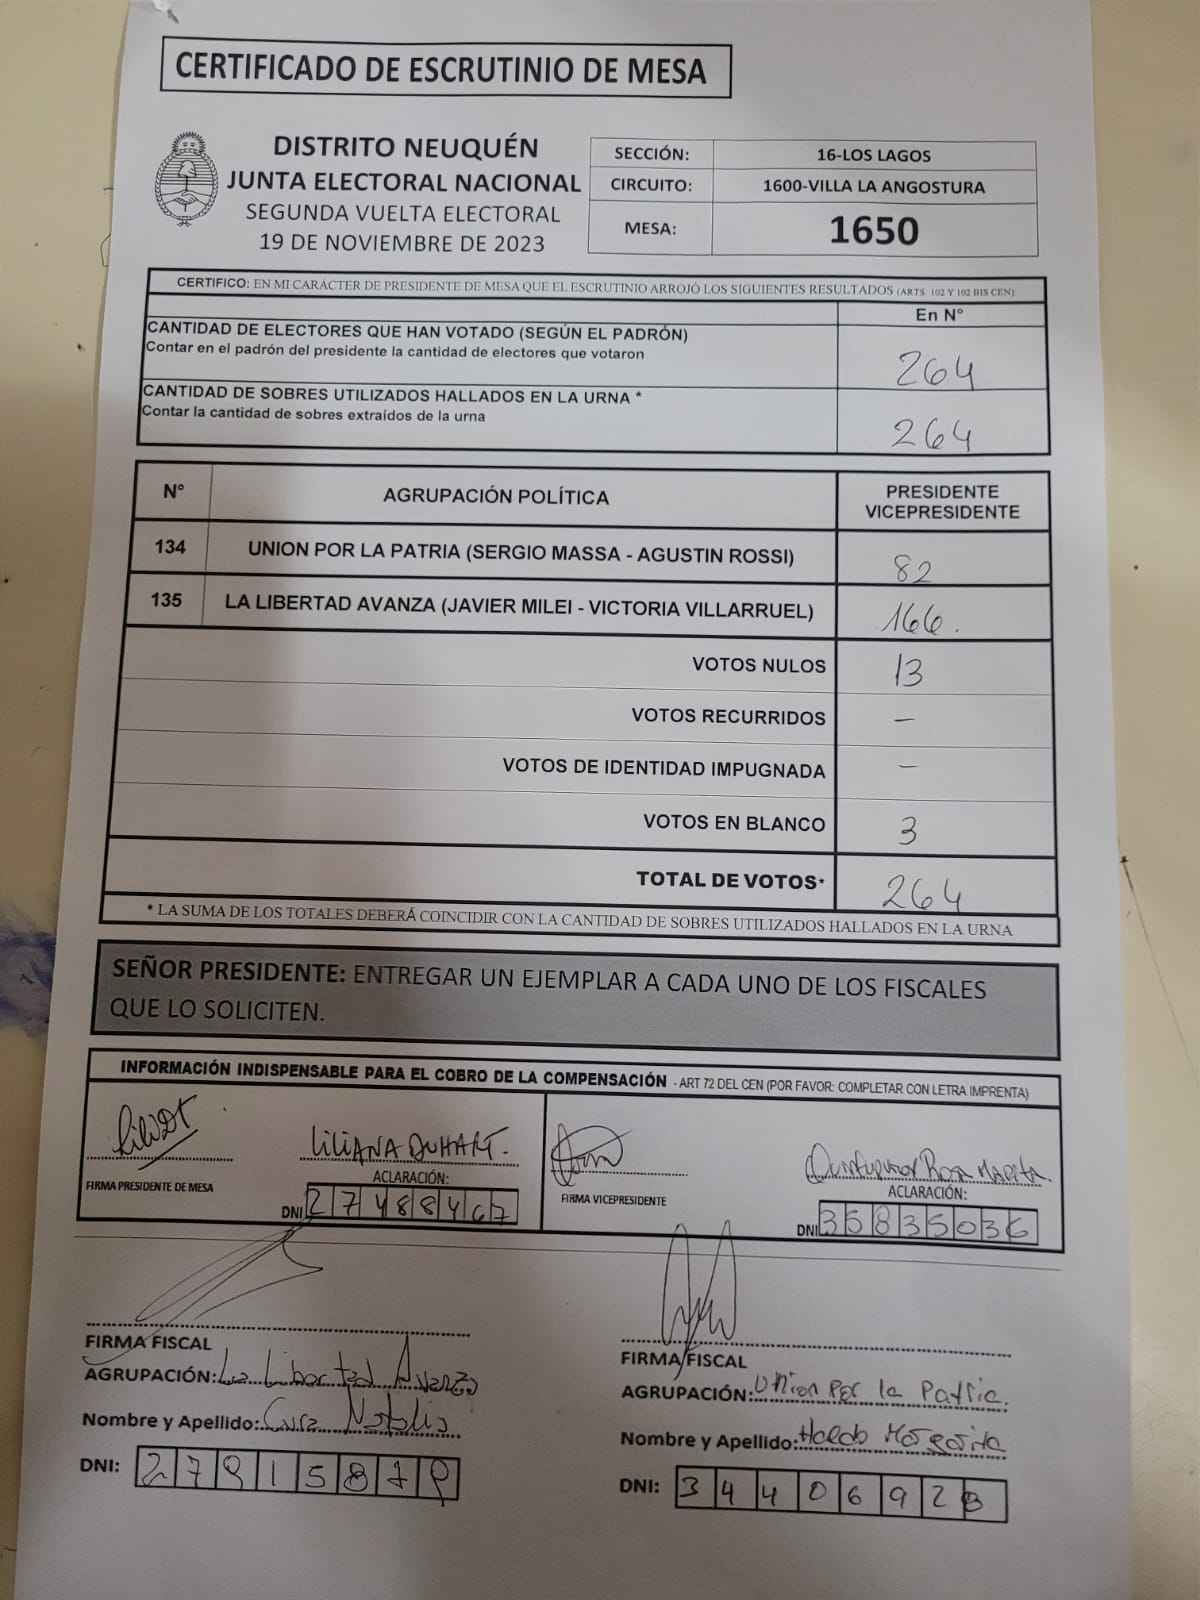 CERTIFICADO DE ESCRUTINIO DE MESA
DISTRITO NEUQUÉN
JUNTA ELECTORAL NACIONAL
SEGUNDA VUELTA ELECTORAL
19 DE NOVIEMBRE DE 2023
SECCIÓN: 16-LOS LAGOS
CIRCUITO: 1600-VILLA LA ANGOSTURA
MESA: 1650
CERTIFICO: EN MI CARÁCTER DE PRESIDENTE DE MESA QUE EL ESCRUTINIO ARROJÓ LOS SIGUIENTES RESULTADOS (ARTS. 102 Y 102 BIS CEN):
En N°
CANTIDAD DE ELECTORES QUE HAN VOTADO (SEGÚN EL PADRÓN)
Contar en el padrón del presidente la cantidad de electores que votaron
264
CANTIDAD DE SOBRES UTILIZADOS HALLADOS EN LA URNA *
Contar la cantidad de sobres extraídos de la urna
264
N° AGRUPACIÓN POLÍTICA PRESIDENTE VICEPRESIDENTE
134 UNION POR LA PATRIA (SERGIO MASSA - AGUSTIN ROSSI) 82
135 LA LIBERTAD AVANZA (JAVIER MILEI - VICTORIA VILLARRUEL) 166.
VOTOS NULOS 13
VOTOS RECURRIDOS —
VOTOS DE IDENTIDAD IMPUGNADA —
VOTOS EN BLANCO 3
TOTAL DE VOTOS* 264
* LA SUMA DE LOS TOTALES DEBERÁ COINCIDIR CON LA CANTIDAD DE SOBRES UTILIZADOS HALLADOS EN LA URNA
SEÑOR PRESIDENTE: ENTREGAR UN EJEMPLAR A CADA UNO DE LOS FISCALES
QUE LO SOLICITEN.
INFORMACIÓN INDISPENSABLE PARA EL COBRO DE LA COMPENSACIÓN - ART 72 DEL CEN (POR FAVOR: COMPLETAR CON LETRA IMPRENTA)
LILIANA DUHART.
FIRMA PRESIDENTE DE MESA
ACLARACIÓN:
DNI 27488467
Rosa MARITA
FIRMA VICEPRESIDENTE
ACLARACIÓN:
DNI 35835036
FIRMA FISCAL
AGRUPACIÓN: La Libertad Avanza
Nombre y Apellido: Natalia
DNI: 27915879
FIRMA FISCAL
AGRUPACIÓN: Union Por la Patria.
Nombre y Apellido: Margarita
DNI: 34406928